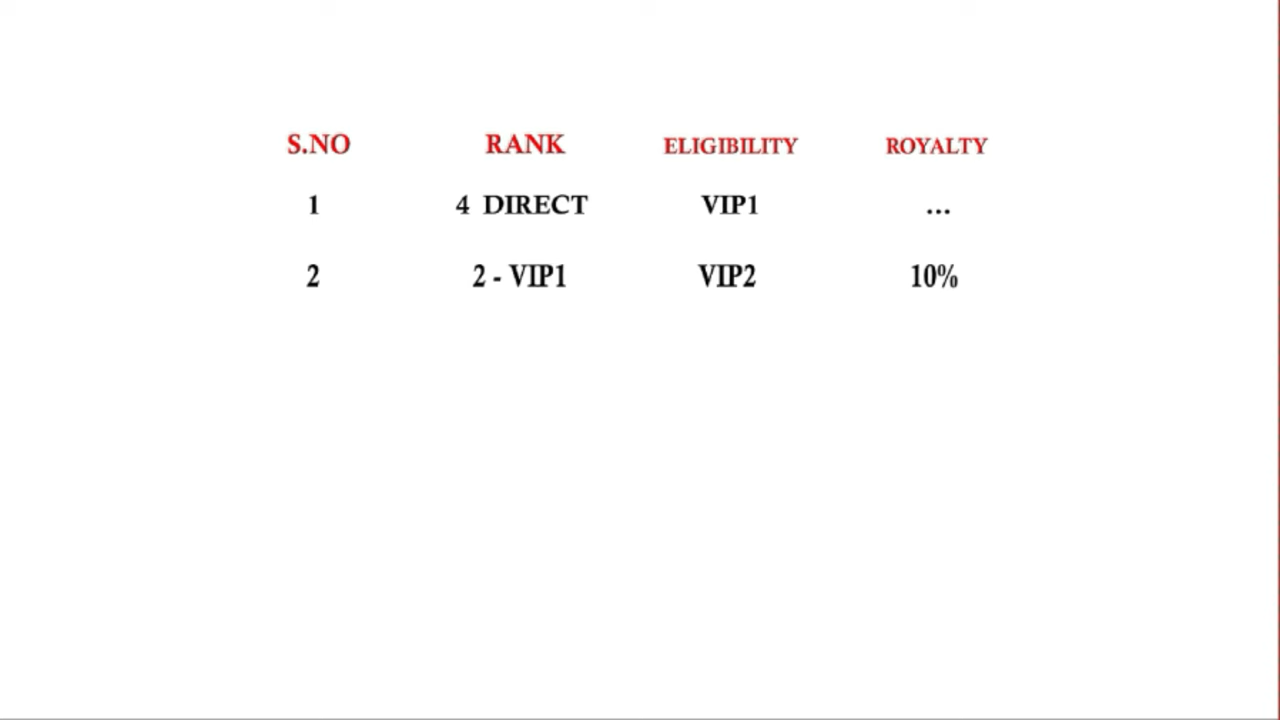 S.NO RANK ELIGIBILITY ROYALTY
1 4 DIRECT VIP1 ...
2 2 - VIP1 VIP2 10%